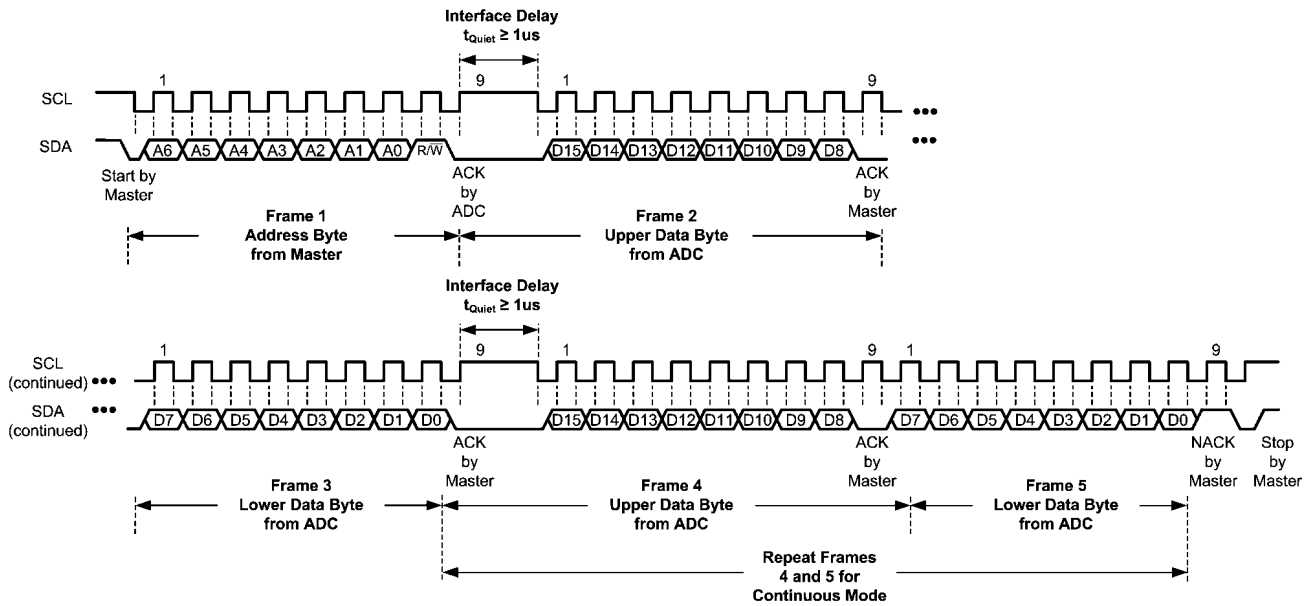 Interface Delay
tQuiet ≥ 1us
1 9 1 9
SCL •••
SDA A6 A5 A4 A3 A2 A1 A0 R/W̅ D15 D14 D13 D12 D11 D10 D9 D8 •••
Start by Master
ACK by ADC
ACK by Master
Frame 1
Address Byte
from Master
Frame 2
Upper Data Byte
from ADC
Interface Delay
tQuiet ≥ 1us
1 9 1 9 1 9
SCL
(continued) •••
SDA
(continued) ••• D7 D6 D5 D4 D3 D2 D1 D0 D15 D14 D13 D12 D11 D10 D9 D8 D7 D6 D5 D4 D3 D2 D1 D0
ACK by Master
ACK by Master
NACK by Master
Stop by Master
Frame 3
Lower Data Byte
from ADC
Frame 4
Upper Data Byte
from ADC
Frame 5
Lower Data Byte
from ADC
Repeat Frames
4 and 5 for
Continuous Mode